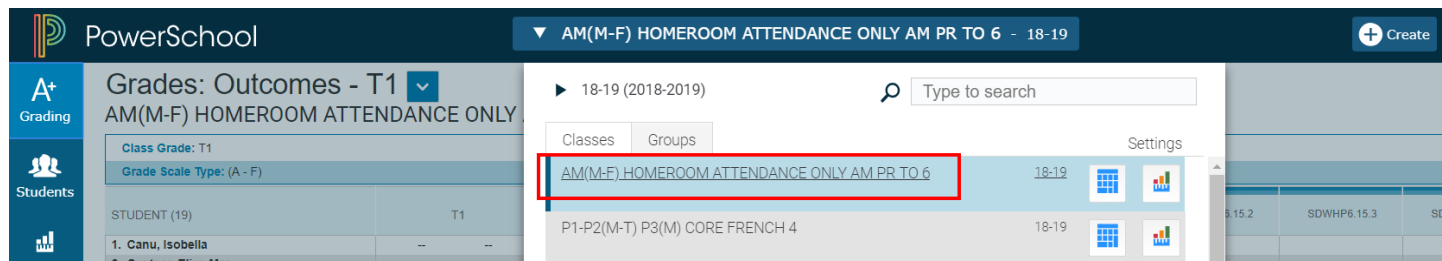 PowerSchool
▼ AM(M-F) HOMEROOM ATTENDANCE ONLY AM PR TO 6 - 18-19
+ Create
A+
Grading
Students
Grades: Outcomes - T1
AM(M-F) HOMEROOM ATTENDANCE ONLY
Class Grade: T1
Grade Scale Type: (A - F)
STUDENT (19) T1
1. Canu, Isobella -- --
18-19 (2018-2019)
Type to search
Classes Groups Settings
AM(M-F) HOMEROOM ATTENDANCE ONLY AM PR TO 6 18-19
P1-P2(M-T) P3(M) CORE FRENCH 4 18-19
6.15.2 SDWHP6.15.3